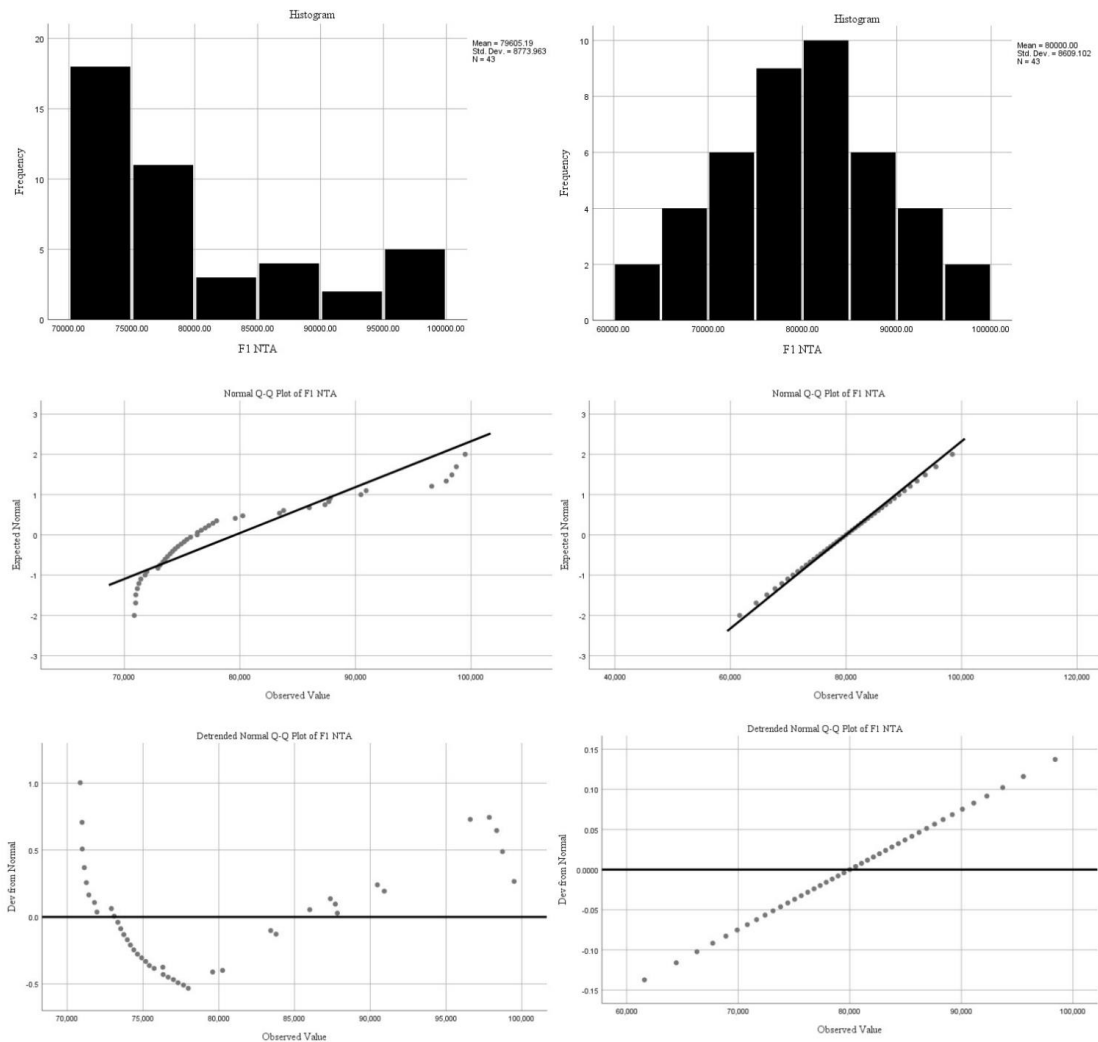 Histogram
20
15
10
5
0
Frequency
70000.00 75000.00 80000.00 85000.00 90000.00 95000.00 100000.00
F1 NTA
Mean = 79605.19
Std. Dev. = 8773.963
N = 43
Histogram
10
8
6
4
2
0
Frequency
60000.00 70000.00 80000.00 90000.00 100000.00
F1 NTA
Mean = 80000.00
Std. Dev. = 8609.102
N = 43
Normal Q-Q Plot of F1 NTA
3
2
1
0
-1
-2
-3
Expected Normal
70,000 80,000 90,000 100,000
Observed Value
Normal Q-Q Plot of F1 NTA
3
2
1
0
-1
-2
-3
Expected Normal
40,000 60,000 80,000 100,000 120,000
Observed Value
Detrended Normal Q-Q Plot of F1 NTA
1.0
0.5
0.0
-0.5
Dev from Normal
70,000 75,000 80,000 85,000 90,000 95,000 100,000
Observed Value
Detrended Normal Q-Q Plot of F1 NTA
0.15
0.10
0.05
0.0000
-0.05
-0.10
-0.15
Dev from Normal
60,000 70,000 80,000 90,000 100,000
Observed Value